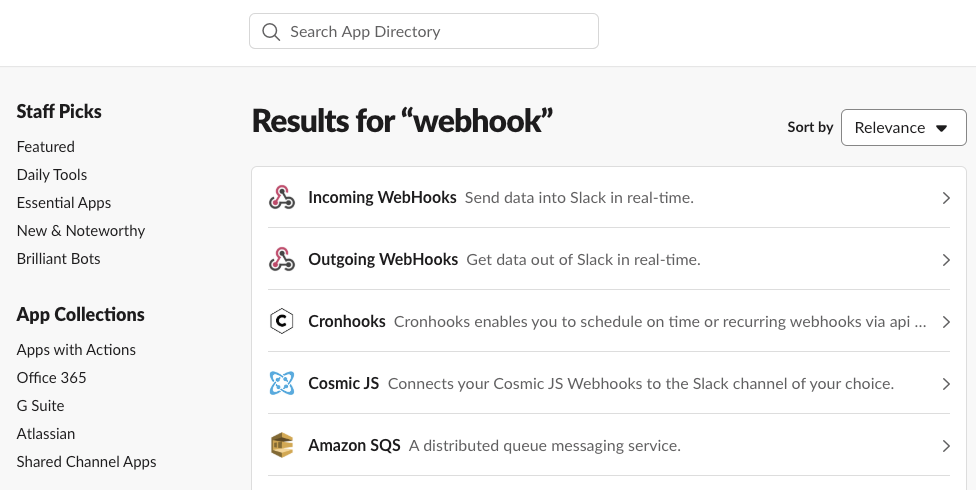 Search App Directory
Staff Picks
Featured
Daily Tools
Essential Apps
New & Noteworthy
Brilliant Bots
App Collections
Apps with Actions
Office 365
G Suite
Atlassian
Shared Channel Apps
Results for “webhook”
Sort by Relevance
Incoming WebHooks Send data into Slack in real-time.
Outgoing WebHooks Get data out of Slack in real-time.
C Cronhooks Cronhooks enables you to schedule on time or recurring webhooks via api ...
Cosmic JS Connects your Cosmic JS Webhooks to the Slack channel of your choice.
Amazon SQS A distributed queue messaging service.